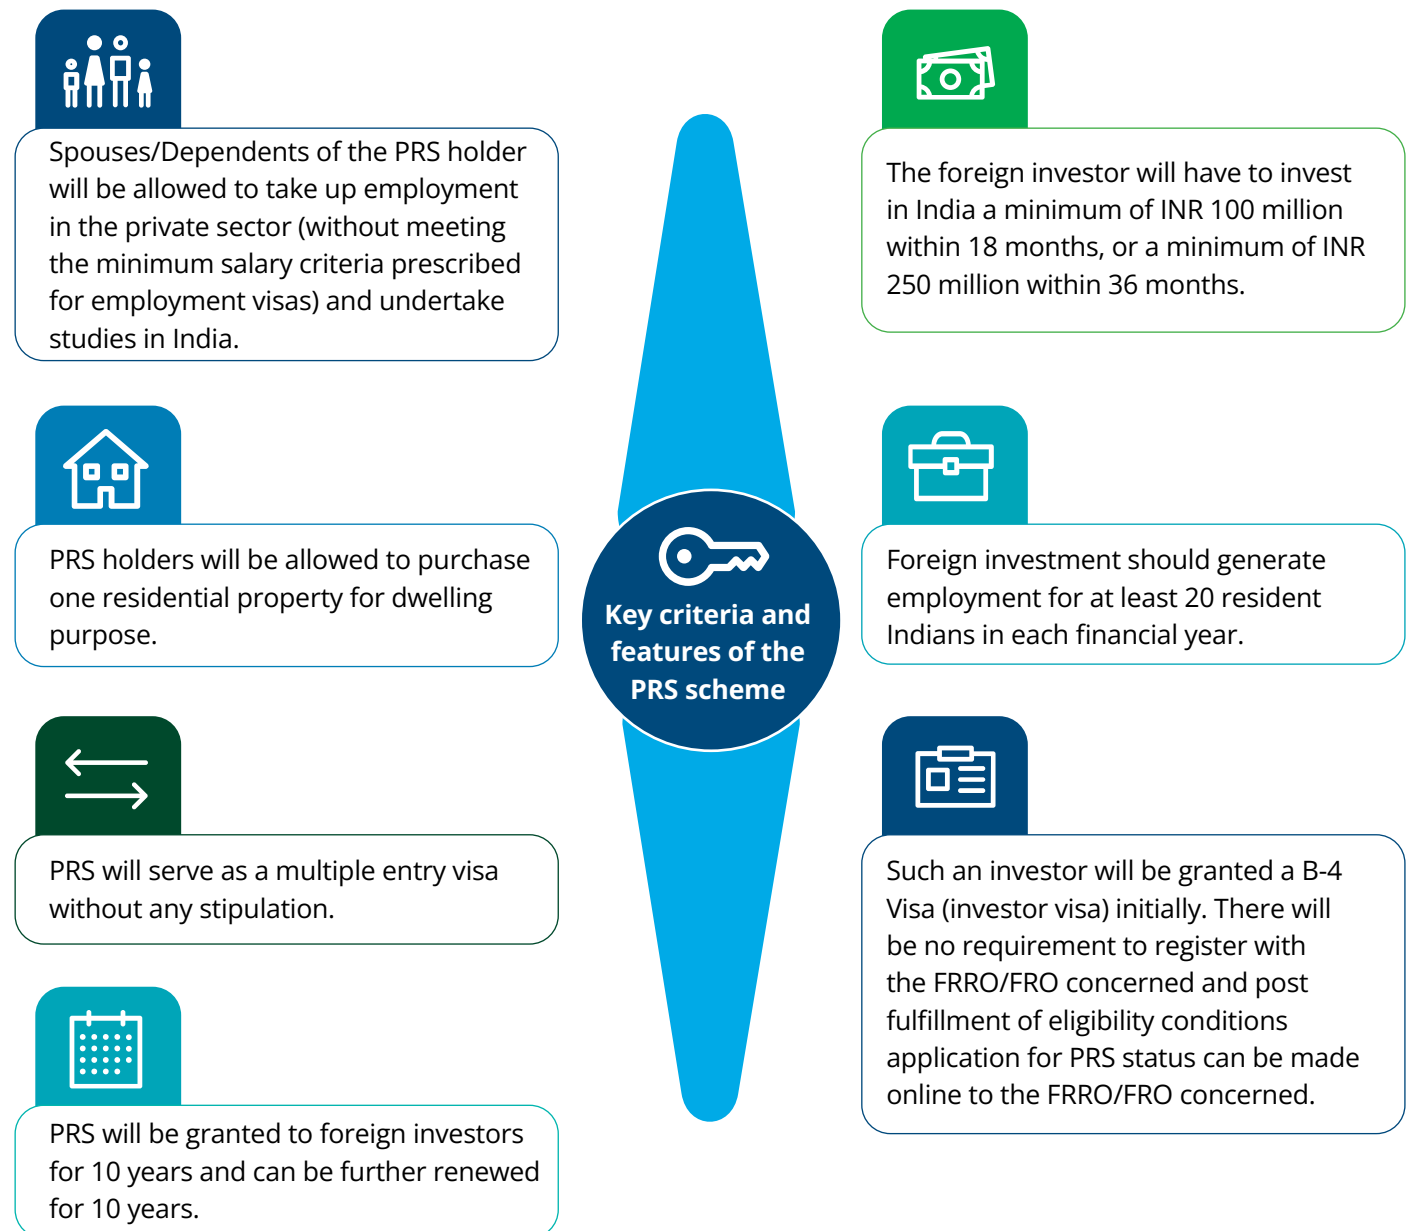 Spouses/Dependents of the PRS holder
will be allowed to take up employment
in the private sector (without meeting
the minimum salary criteria prescribed
for employment visas) and undertake
studies in India.
PRS holders will be allowed to purchase
one residential property for dwelling
purpose.
PRS will serve as a multiple entry visa
without any stipulation.
PRS will be granted to foreign investors
for 10 years and can be further renewed
for 10 years.
Key criteria and
features of the
PRS scheme
The foreign investor will have to invest
in India a minimum of INR 100 million
within 18 months, or a minimum of INR
250 million within 36 months.
Foreign investment should generate
employment for at least 20 resident
Indians in each financial year.
Such an investor will be granted a B-4
Visa (investor visa) initially. There will
be no requirement to register with
the FRRO/FRO concerned and post
fulfillment of eligibility conditions
application for PRS status can be made
online to the FRRO/FRO concerned.